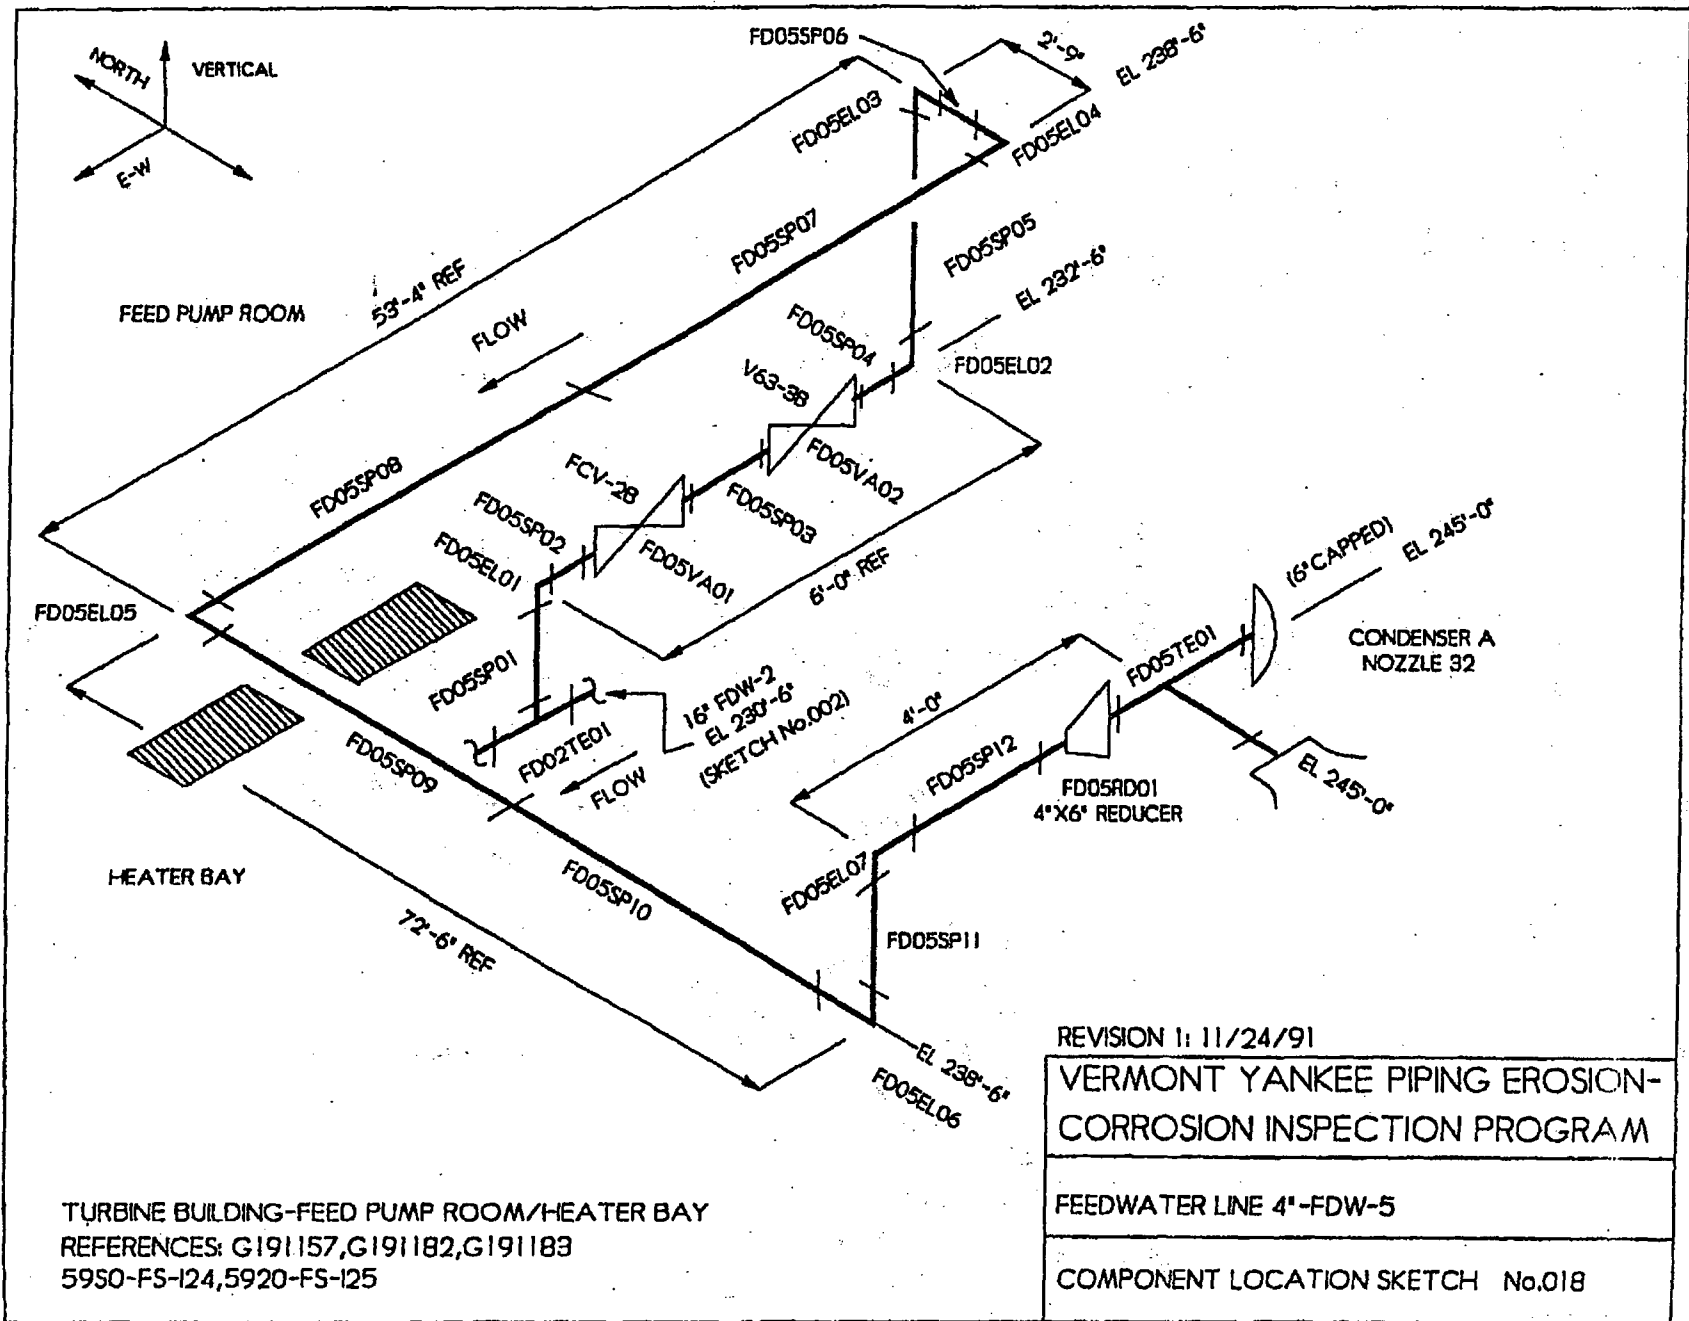 FD05SP06
2'-9"
EL 238'-6"
NORTH
VERTICAL
E-W
FD05EL03
FD05EL04
FD05SP07
FD05SP05
53'-4" REF
EL 232'-6"
FEED PUMP ROOM
FLOW
FD05SP04
FD05EL02
V63-3B
FD05SP08
FCV-2B
FD05VA02
FD05SP02
FD05SP03
FD05EL01
FD05VA01
6'-0" REF
(6" CAPPED)
EL 245'-0"
FD05EL05
CONDENSER A
NOZZLE 32
FD05TE01
FD05SP01
16" FDW-2
EL 230'-6"
(SKETCH No.002)
4'-0"
FD02TE01
FLOW
FD05SP09
FD05SP12
EL 245'-0"
FD05RD01
4"X6" REDUCER
HEATER BAY
FD05SP10
FD05EL07
72'-6" REF
FD05SP11
EL 238'-6"
FD05EL06
REVISION 1: 11/24/91
VERMONT YANKEE PIPING EROSION-
CORROSION INSPECTION PROGRAM
FEEDWATER LINE 4"-FDW-5
COMPONENT LOCATION SKETCH No.018
TURBINE BUILDING-FEED PUMP ROOM/HEATER BAY
REFERENCES: G191157,G191182,G191183
59S0-FS-124,5920-FS-125